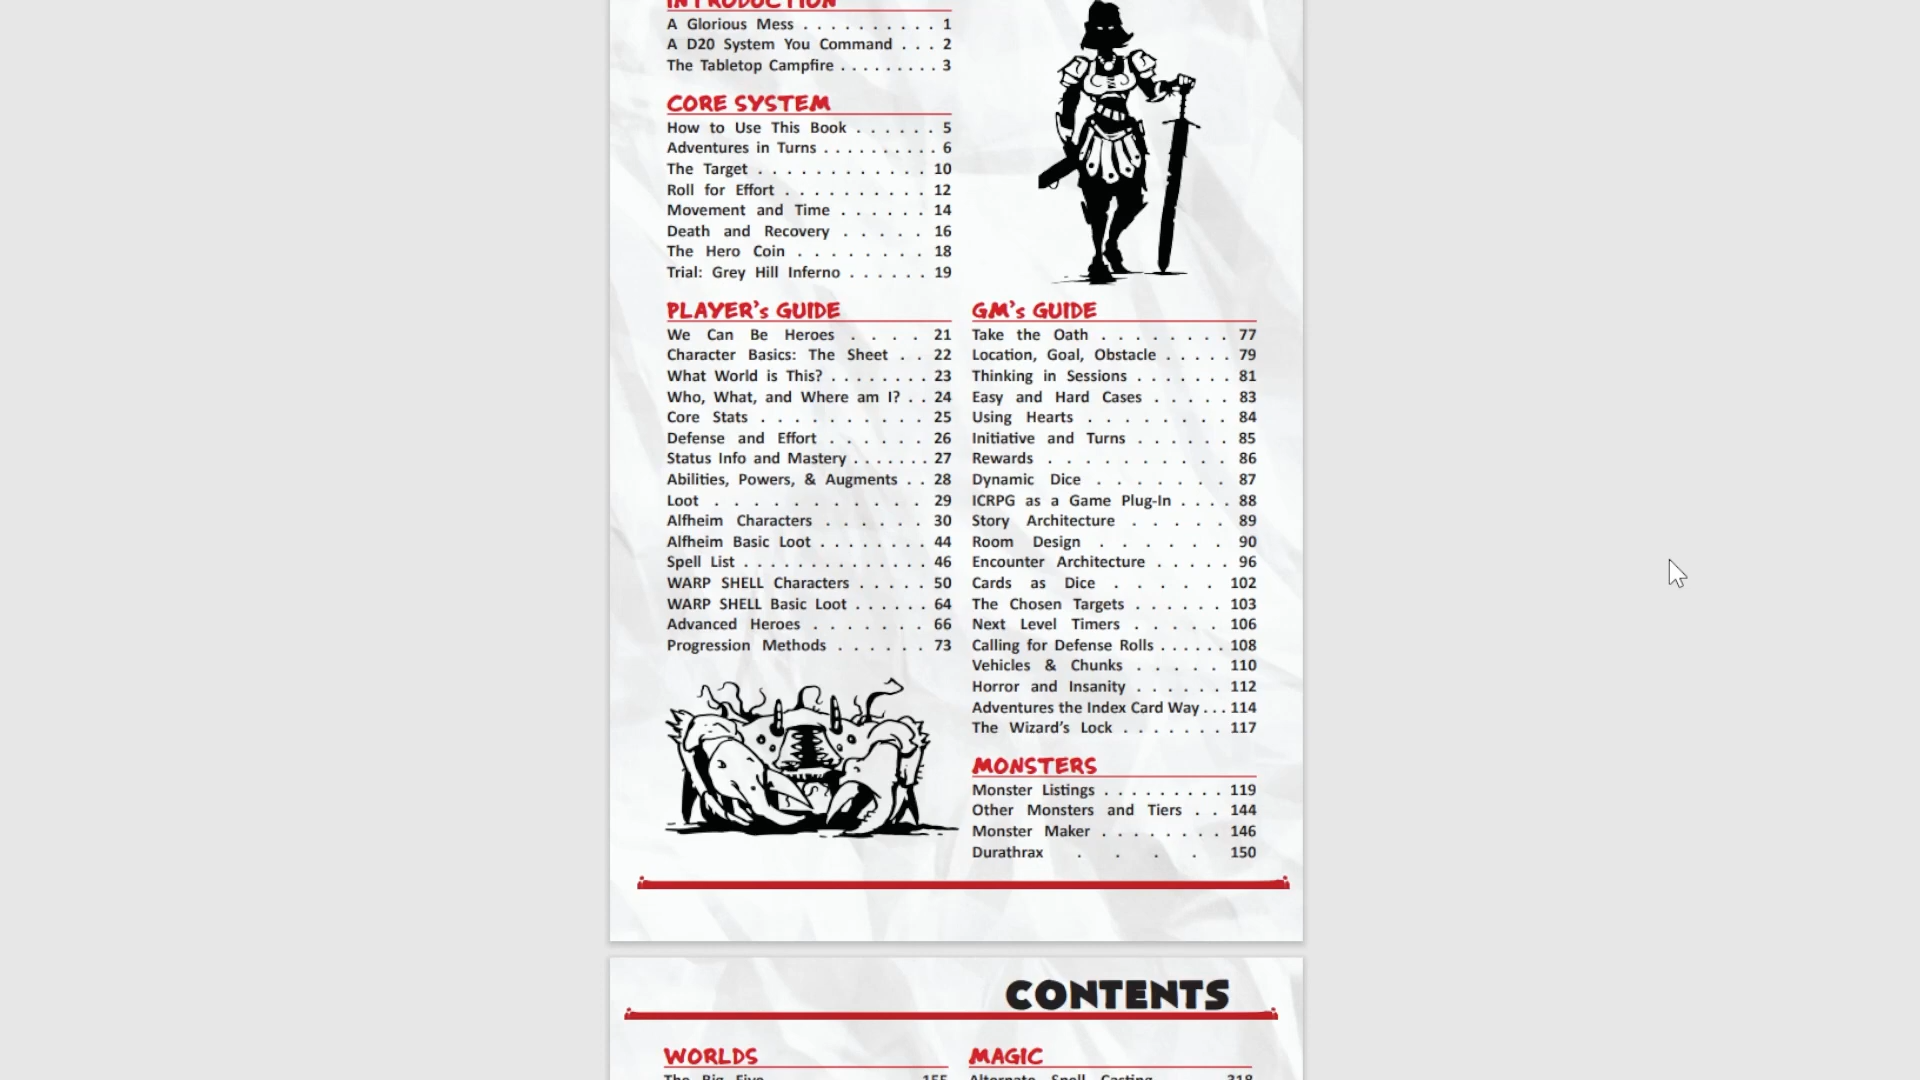 INTRODUCTION
A Glorious Mess . . . . . . . . . . 1
A D20 System You Command . . . 2
The Tabletop Campfire . . . . . . . . . 3
CORE SYSTEM
How to Use This Book . . . . . . 5
Adventures in Turns . . . . . . . . . . 6
The Target . . . . . . . . . . . . 10
Roll for Effort . . . . . . . . . . 12
Movement and Time . . . . . . 14
Death and Recovery . . . . . 16
The Hero Coin . . . . . . . . 18
Trial: Grey Hill Inferno . . . . . . 19
PLAYER's GUIDE
We Can Be Heroes . . . . 21
Character Basics: The Sheet . . 22
What World is This? . . . . . . . . 23
Who, What, and Where am I? . . 24
Core Stats . . . . . . . . . . 25
Defense and Effort . . . . . . 26
Status Info and Mastery . . . . . . . 27
Abilities, Powers, & Augments . . 28
Loot . . . . . . . . . . . 29
Alfheim Characters . . . . . . 30
Alfheim Basic Loot . . . . . . . . 44
Spell List . . . . . . . . . . . . . . 46
WARP SHELL Characters . . . . . 50
WARP SHELL Basic Loot . . . . . . 64
Advanced Heroes . . . . . . . 66
Progression Methods . . . . . . 73
GM's GUIDE
Take the Oath . . . . . . . . 77
Location, Goal, Obstacle . . . . . 79
Thinking in Sessions . . . . . . . 81
Easy and Hard Cases . . . . . 83
Using Hearts . . . . . . . . 84
Initiative and Turns . . . . . . 85
Rewards . . . . . . . . . . 86
Dynamic Dice . . . . . . . 87
ICRPG as a Game Plug-In . . . . 88
Story Architecture . . . . . 89
Room Design . . . . . . 90
Encounter Architecture . . . . . 96
Cards as Dice . . . . . 102
The Chosen Targets . . . . . . 103
Next Level Timers . . . . . 106
Calling for Defense Rolls . . . . . . 108
Vehicles & Chunks . . . . . 110
Horror and Insanity . . . . . . 112
Adventures the Index Card Way . . . 114
The Wizard's Lock . . . . . . . 117
MONSTERS
Monster Listings . . . . . . . . . 119
Other Monsters and Tiers . . 144
Monster Maker . . . . . . . . 146
Durathrax . . . . 150
CONTENTS
WORLDS
The Big Five 155
MAGIC
Alternate Spell Casting 318